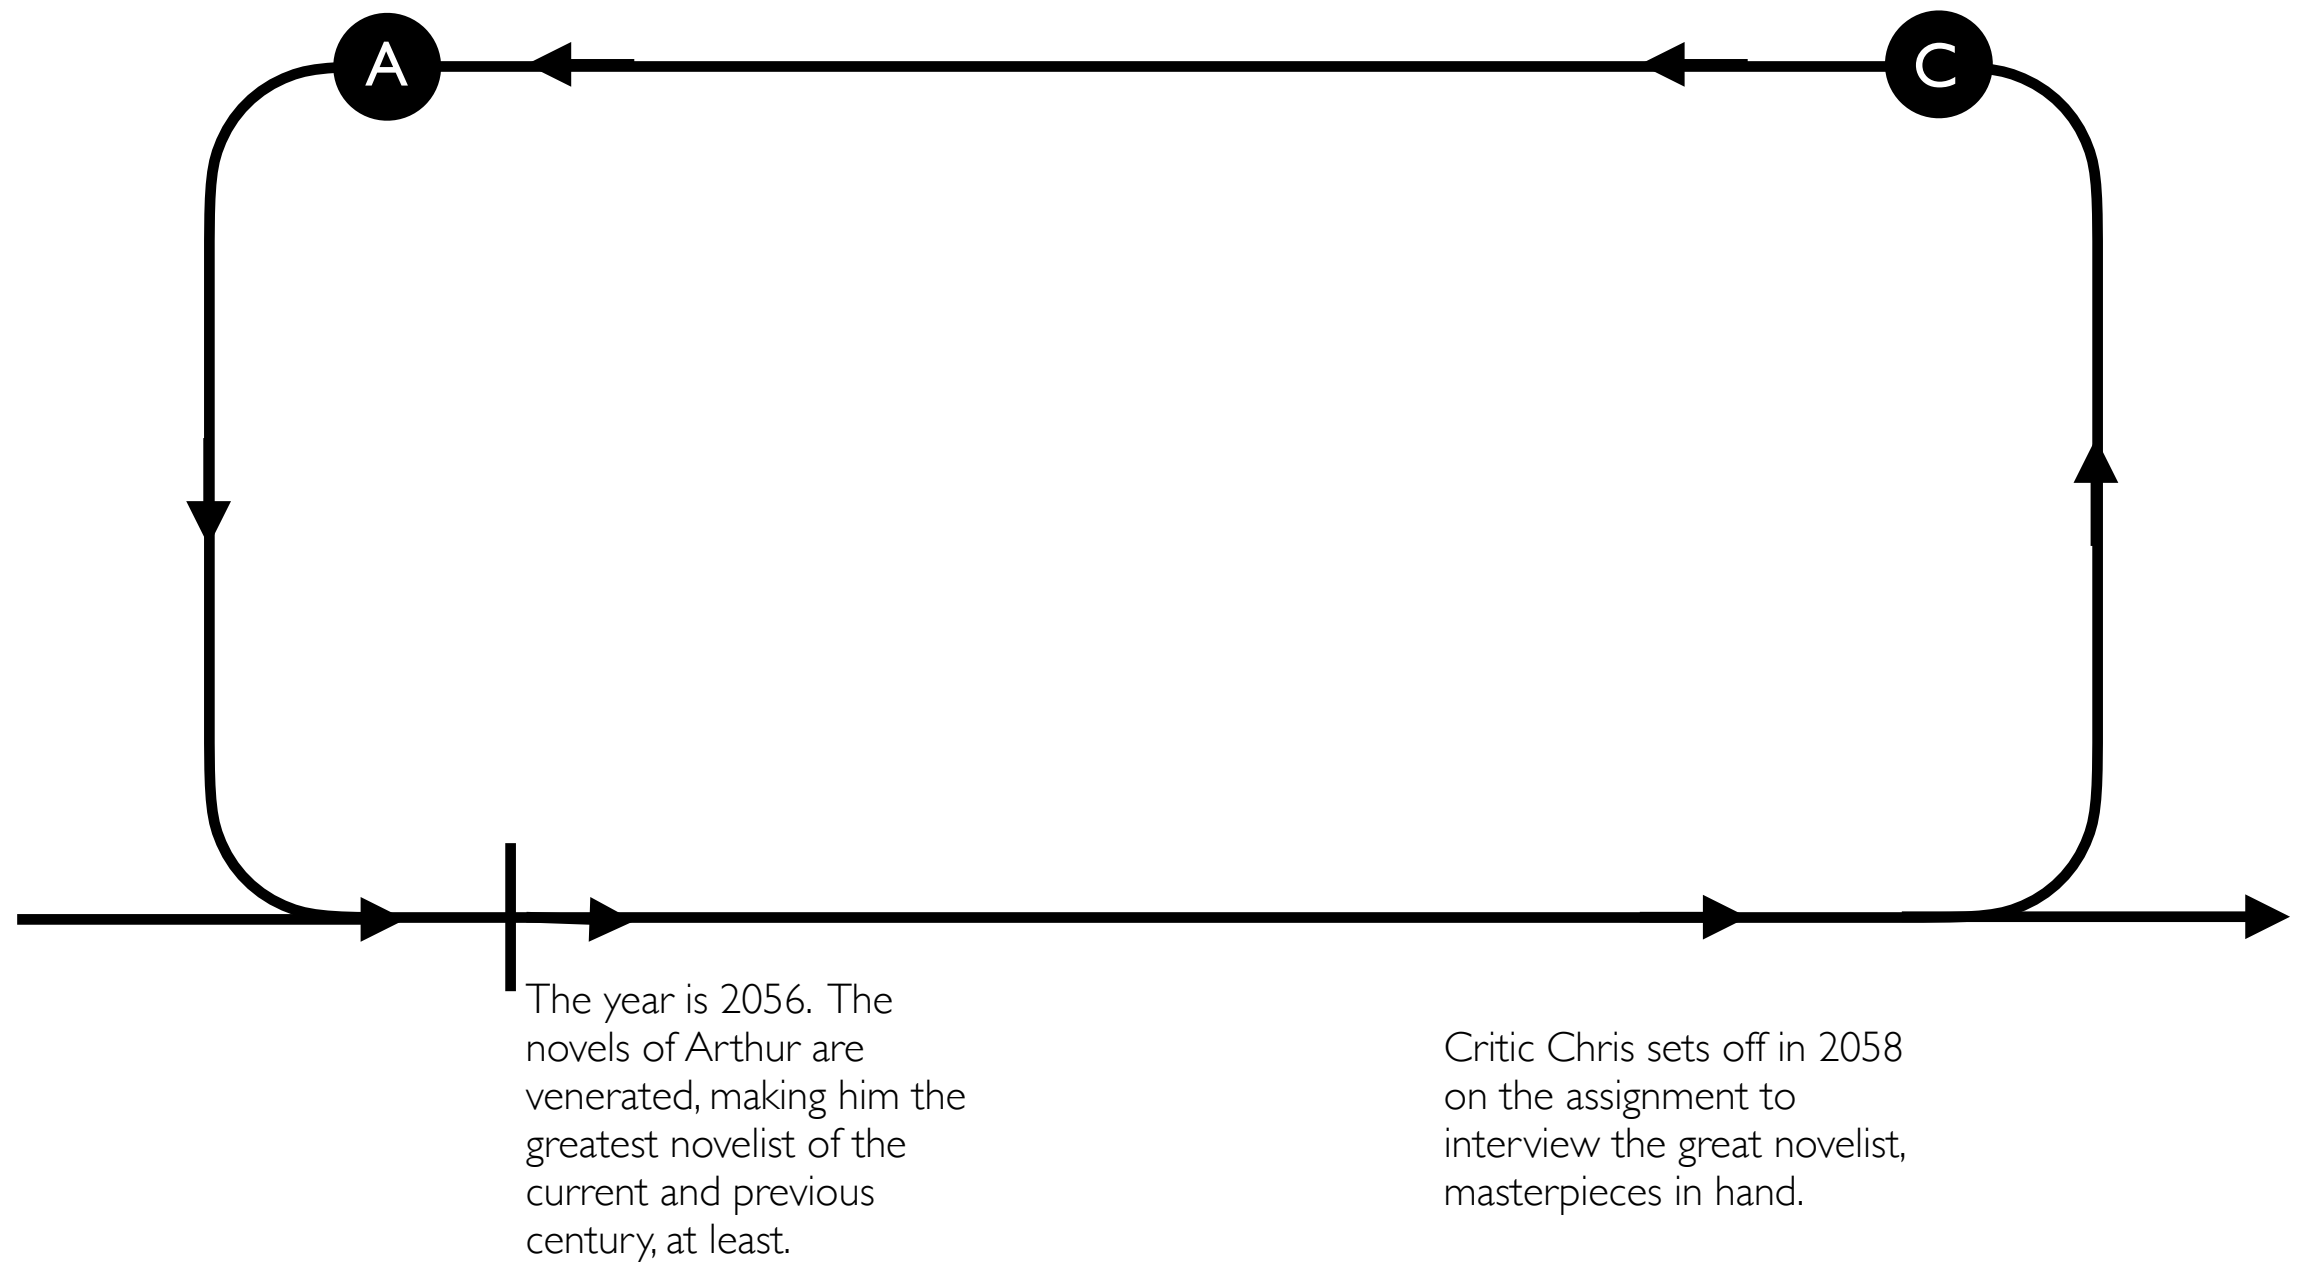 A
C
The year is 2056. The
novels of Arthur are
venerated, making him the
greatest novelist of the
current and previous
century, at least.
Critic Chris sets off in 2058
on the assignment to
interview the great novelist,
masterpieces in hand.